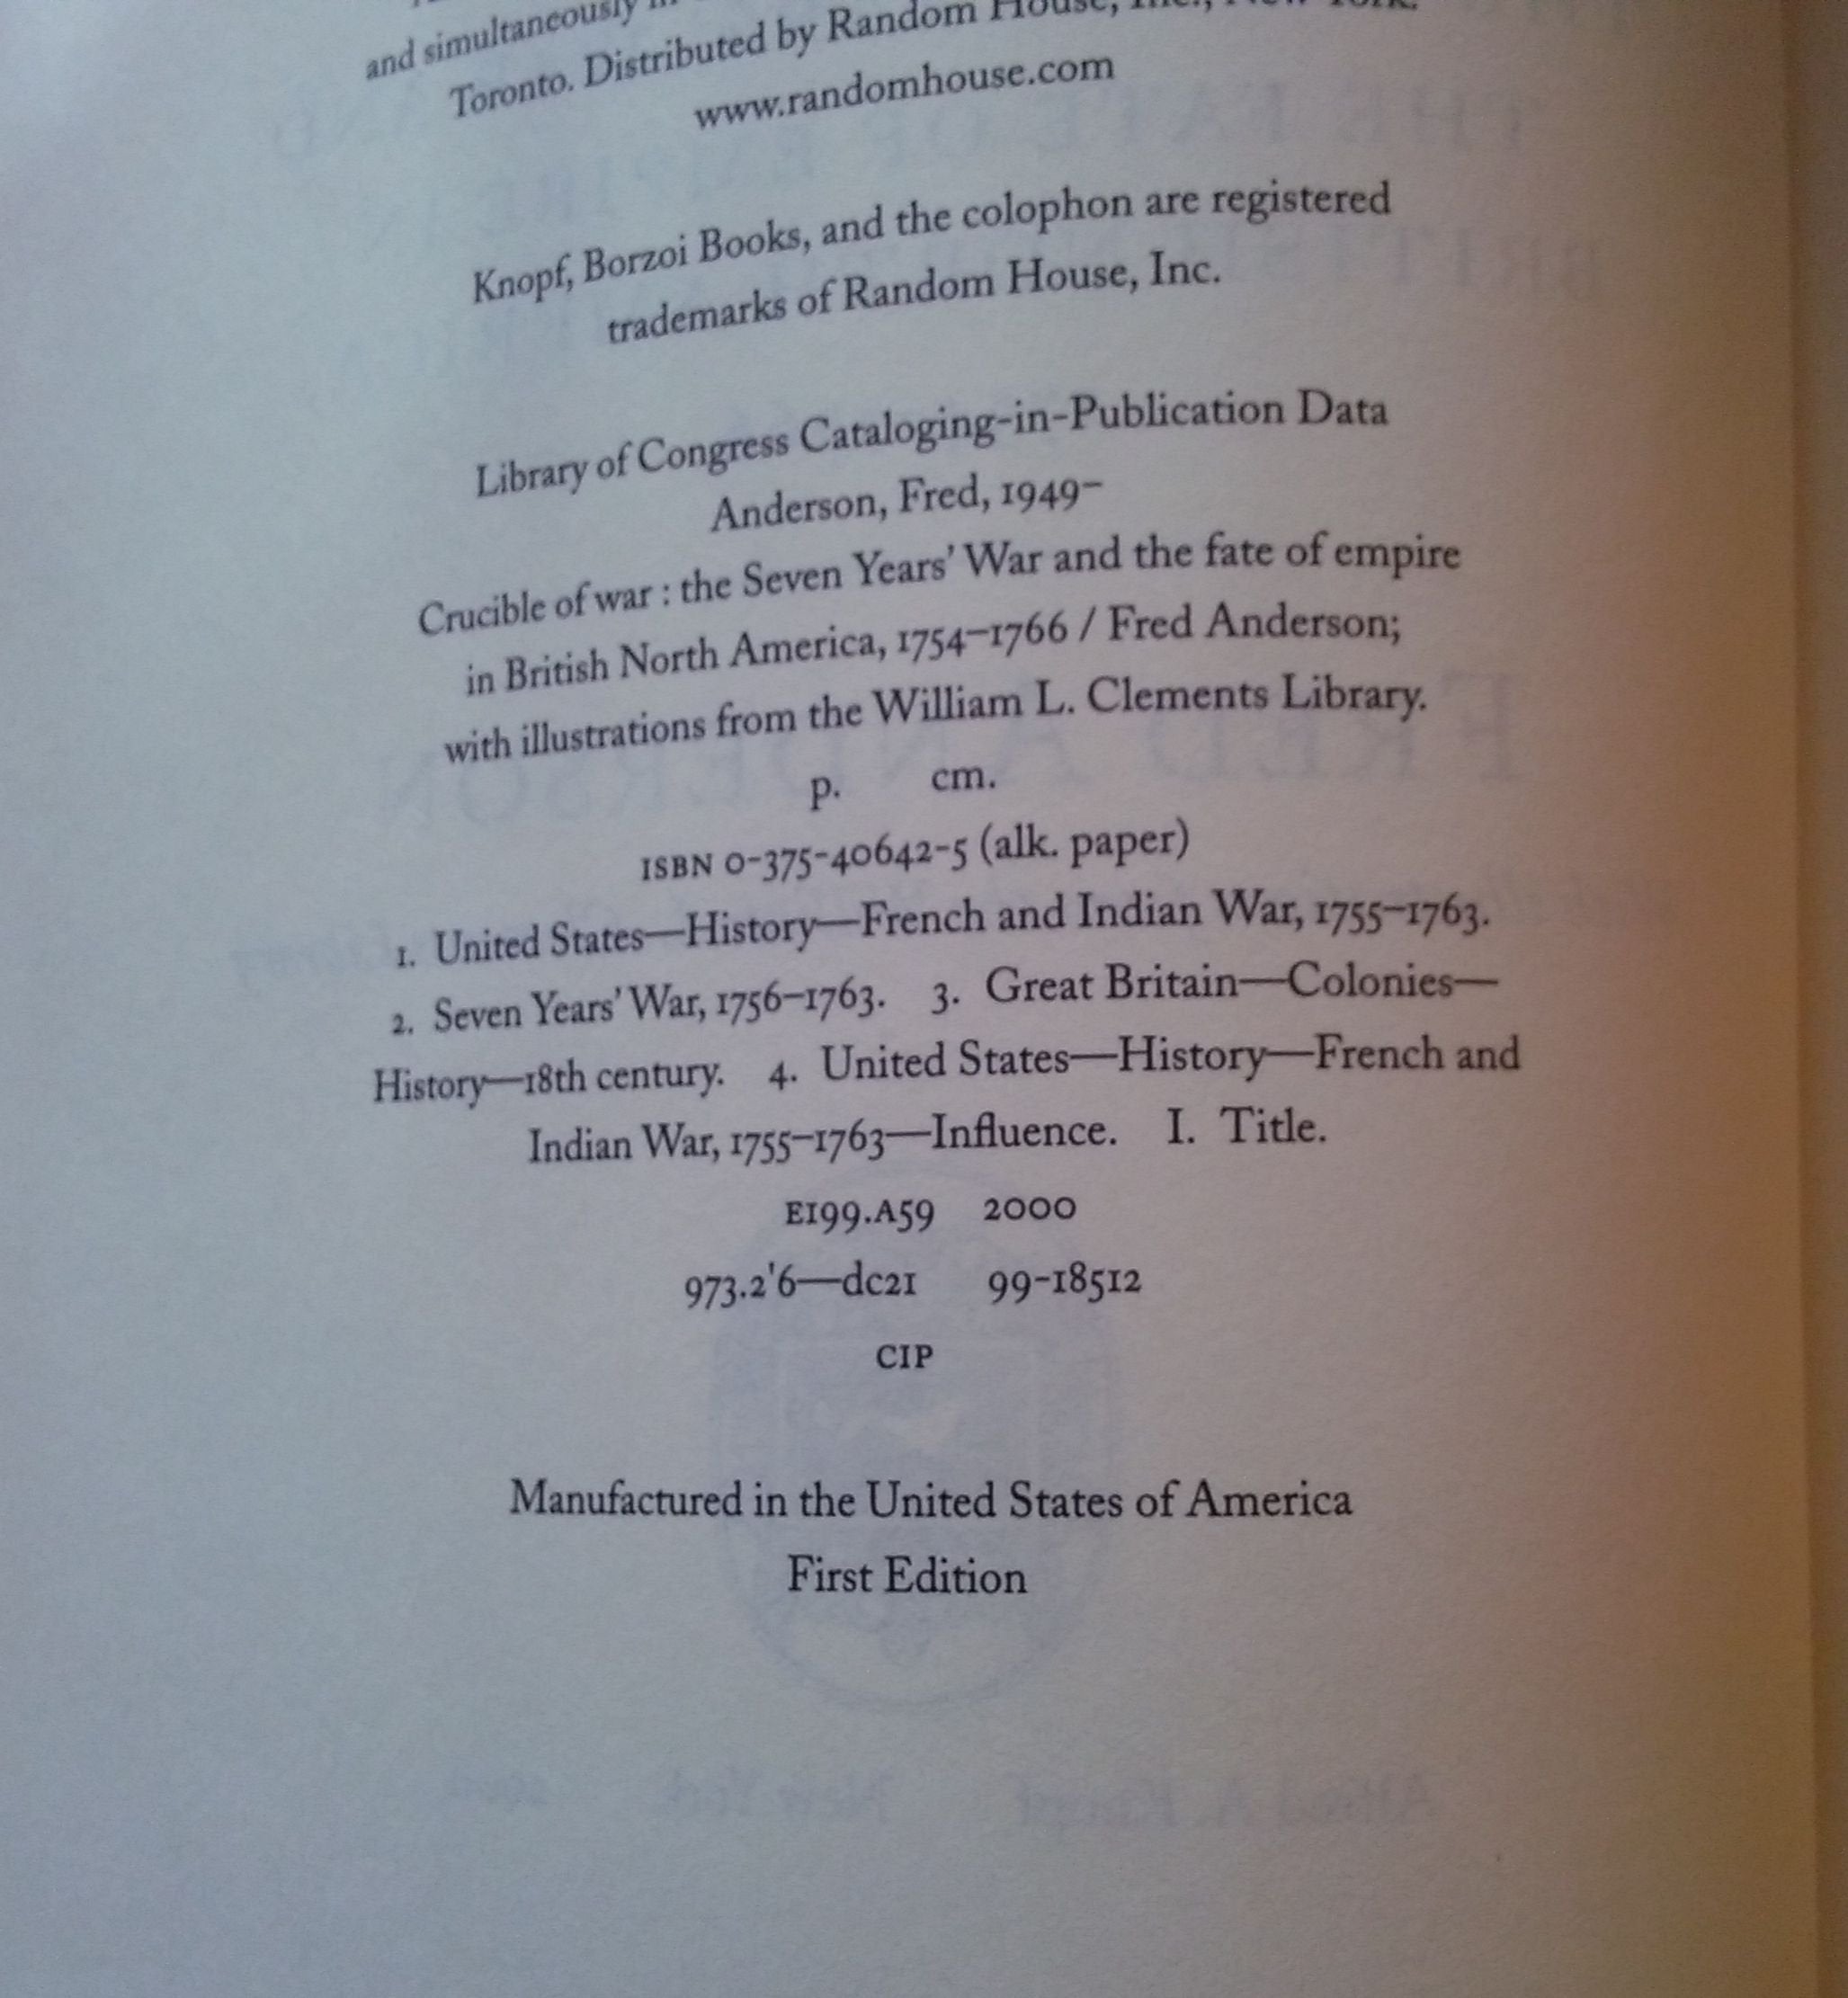 and simultaneously in
Toronto. Distributed by Random House, Inc., New York.
www.randomhouse.com
Knopf, Borzoi Books, and the colophon are registered
trademarks of Random House, Inc.
Library of Congress Cataloging-in-Publication Data
Anderson, Fred, 1949–
Crucible of war : the Seven Years’ War and the fate of empire
in British North America, 1754–1766 / Fred Anderson;
with illustrations from the William L. Clements Library.
p. cm.
ISBN 0-375-40642-5 (alk. paper)
1. United States—History—French and Indian War, 1755–1763.
2. Seven Years’ War, 1756–1763. 3. Great Britain—Colonies—
History—18th century. 4. United States—History—French and
Indian War, 1755–1763—Influence. I. Title.
E199.A59 2000
973.2'6—dc21 99-18512
CIP
Manufactured in the United States of America
First Edition